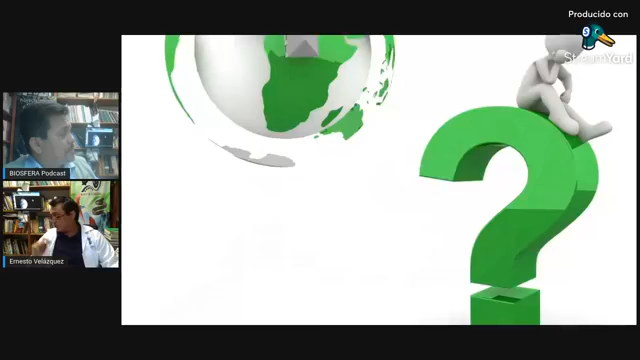 Producido con
StreamYard
BIOSFERA Podcast
Ernesto Velázquez